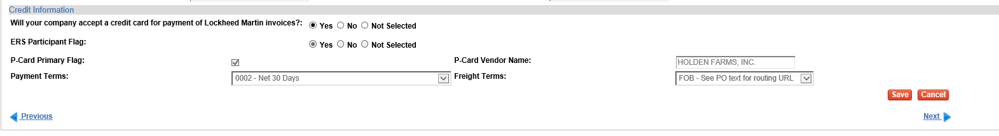 Credit Information
Will your company accept a credit card for payment of Lockheed Martin invoices?: Yes No Not Selected
ERS Participant Flag: Yes No Not Selected
P-Card Primary Flag: P-Card Vendor Name: HOLDEN FARMS, INC.
Payment Terms: 0002 - Net 30 Days Freight Terms: FOB - See PO text for routing URL
Save Cancel
Previous Next